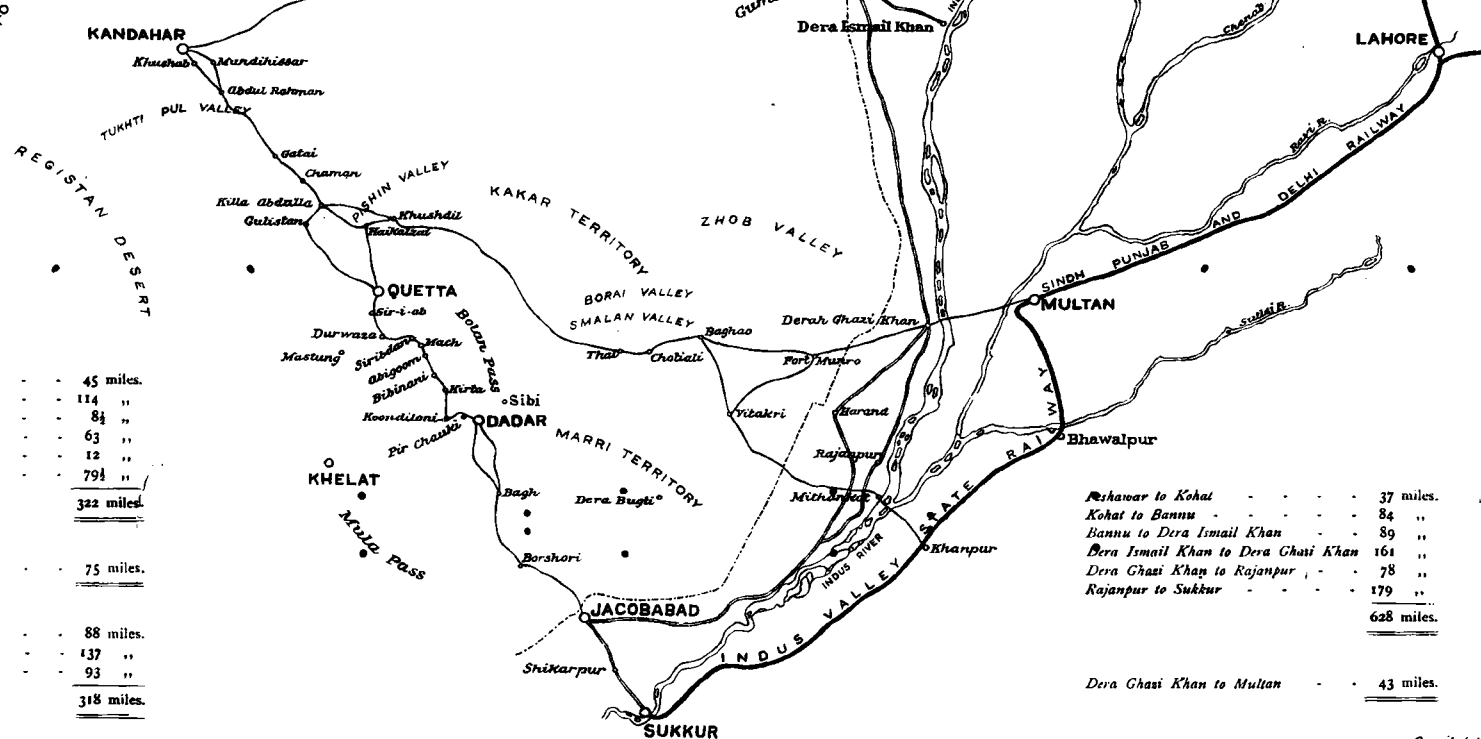 Dera Ismail Khan
Chenab
KANDAHAR
LAHORE
Khushab
Mundihissar
Abdul Rahman
TUKHTI PUL VALLEY
Ravi R.
REGISTAN DESERT
Gatai
Chaman
PISHIN VALLEY
KAKAR TERRITORY
ZHOB VALLEY
SINDH PUNJAB AND DELHI RAILWAY
Killa Abdulla
Khushdil
Gulistan
Haikalzai
QUETTA
BORAI VALLEY
MULTAN
Sir-i-ab
SMALAN VALLEY
Derah Ghazi Khan
Sutlej R.
Durwaza
Bolan Pass
Baghao
Mastung
Siribdan
Mach
Thal
Chotiali
Fort Munro
Abigoom
Bibinani
Kirta
Sibi
Vitakri
Harand
Koondilani
DADAR
Pir Chauki
MARRI TERRITORY
Bhawalpur
Rajanpur
KHELAT
Bagh
Dera Bugti
Mithankot
Mula Pass
Khanpur
Borshori
INDUS RIVER
INDUS VALLEY STATE RAILWAY
JACOBABAD
Shikarpur
SUKKUR
- - 45 miles.
- - 114 ,,
- - 8½ ,,
- - 63 ,,
- - 12 ,,
- - 79½ ,,
322 miles.
- - 75 miles.
- - 88 miles.
- - 137 ,,
- - 93 ,,
318 miles.
Peshawar to Kohat - - - - 37 miles.
Kohat to Bannu - - - - - 84 ,,
Bannu to Dera Ismail Khan - - 89 ,,
Dera Ismail Khan to Dera Ghazi Khan 161 ,,
Dera Ghazi Khan to Rajanpur - - 78 ,,
Rajanpur to Sukkur - - - - 179 ,,
628 miles.
Dera Ghazi Khan to Multan - - 43 miles.